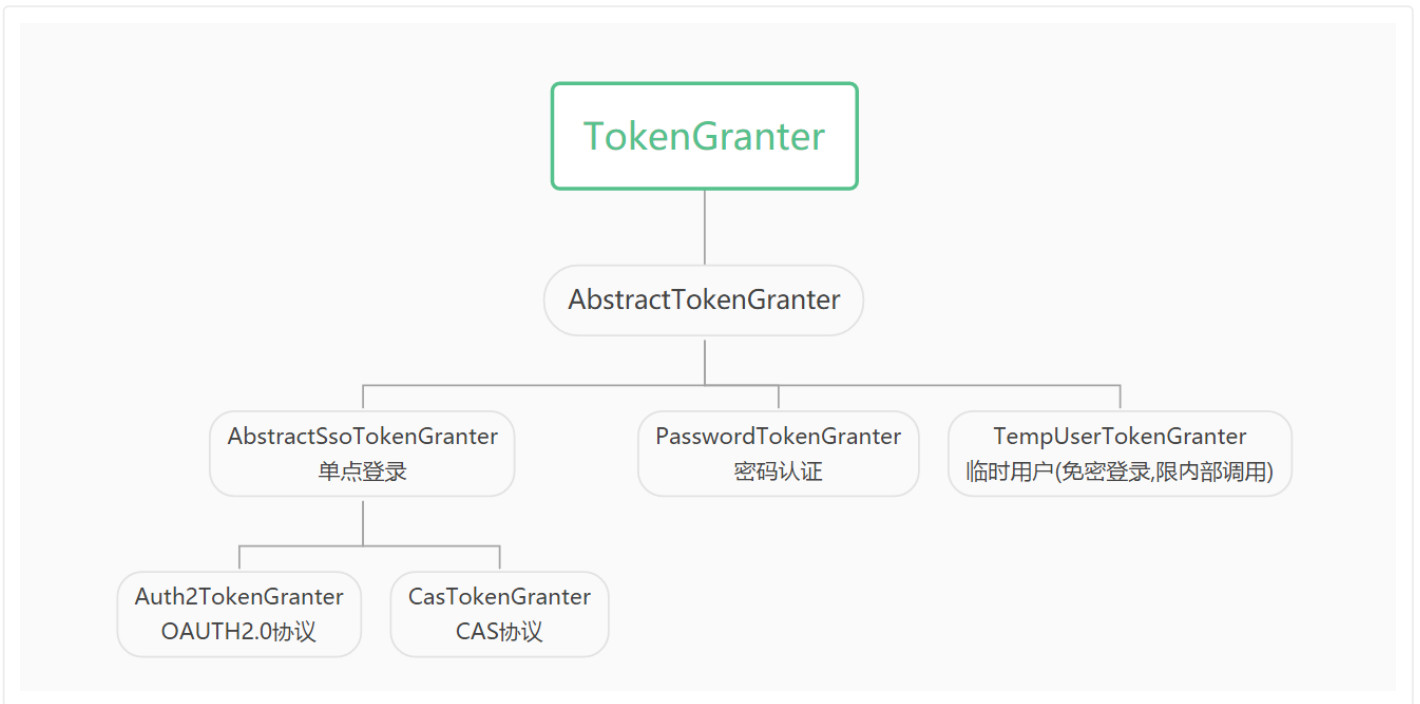 TokenGranter
AbstractTokenGranter
AbstractSsoTokenGranter
单点登录
PasswordTokenGranter
密码认证
TempUserTokenGranter
临时用户(免密登录,限内部调用)
Auth2TokenGranter
OAUTH2.0协议
CasTokenGranter
CAS协议